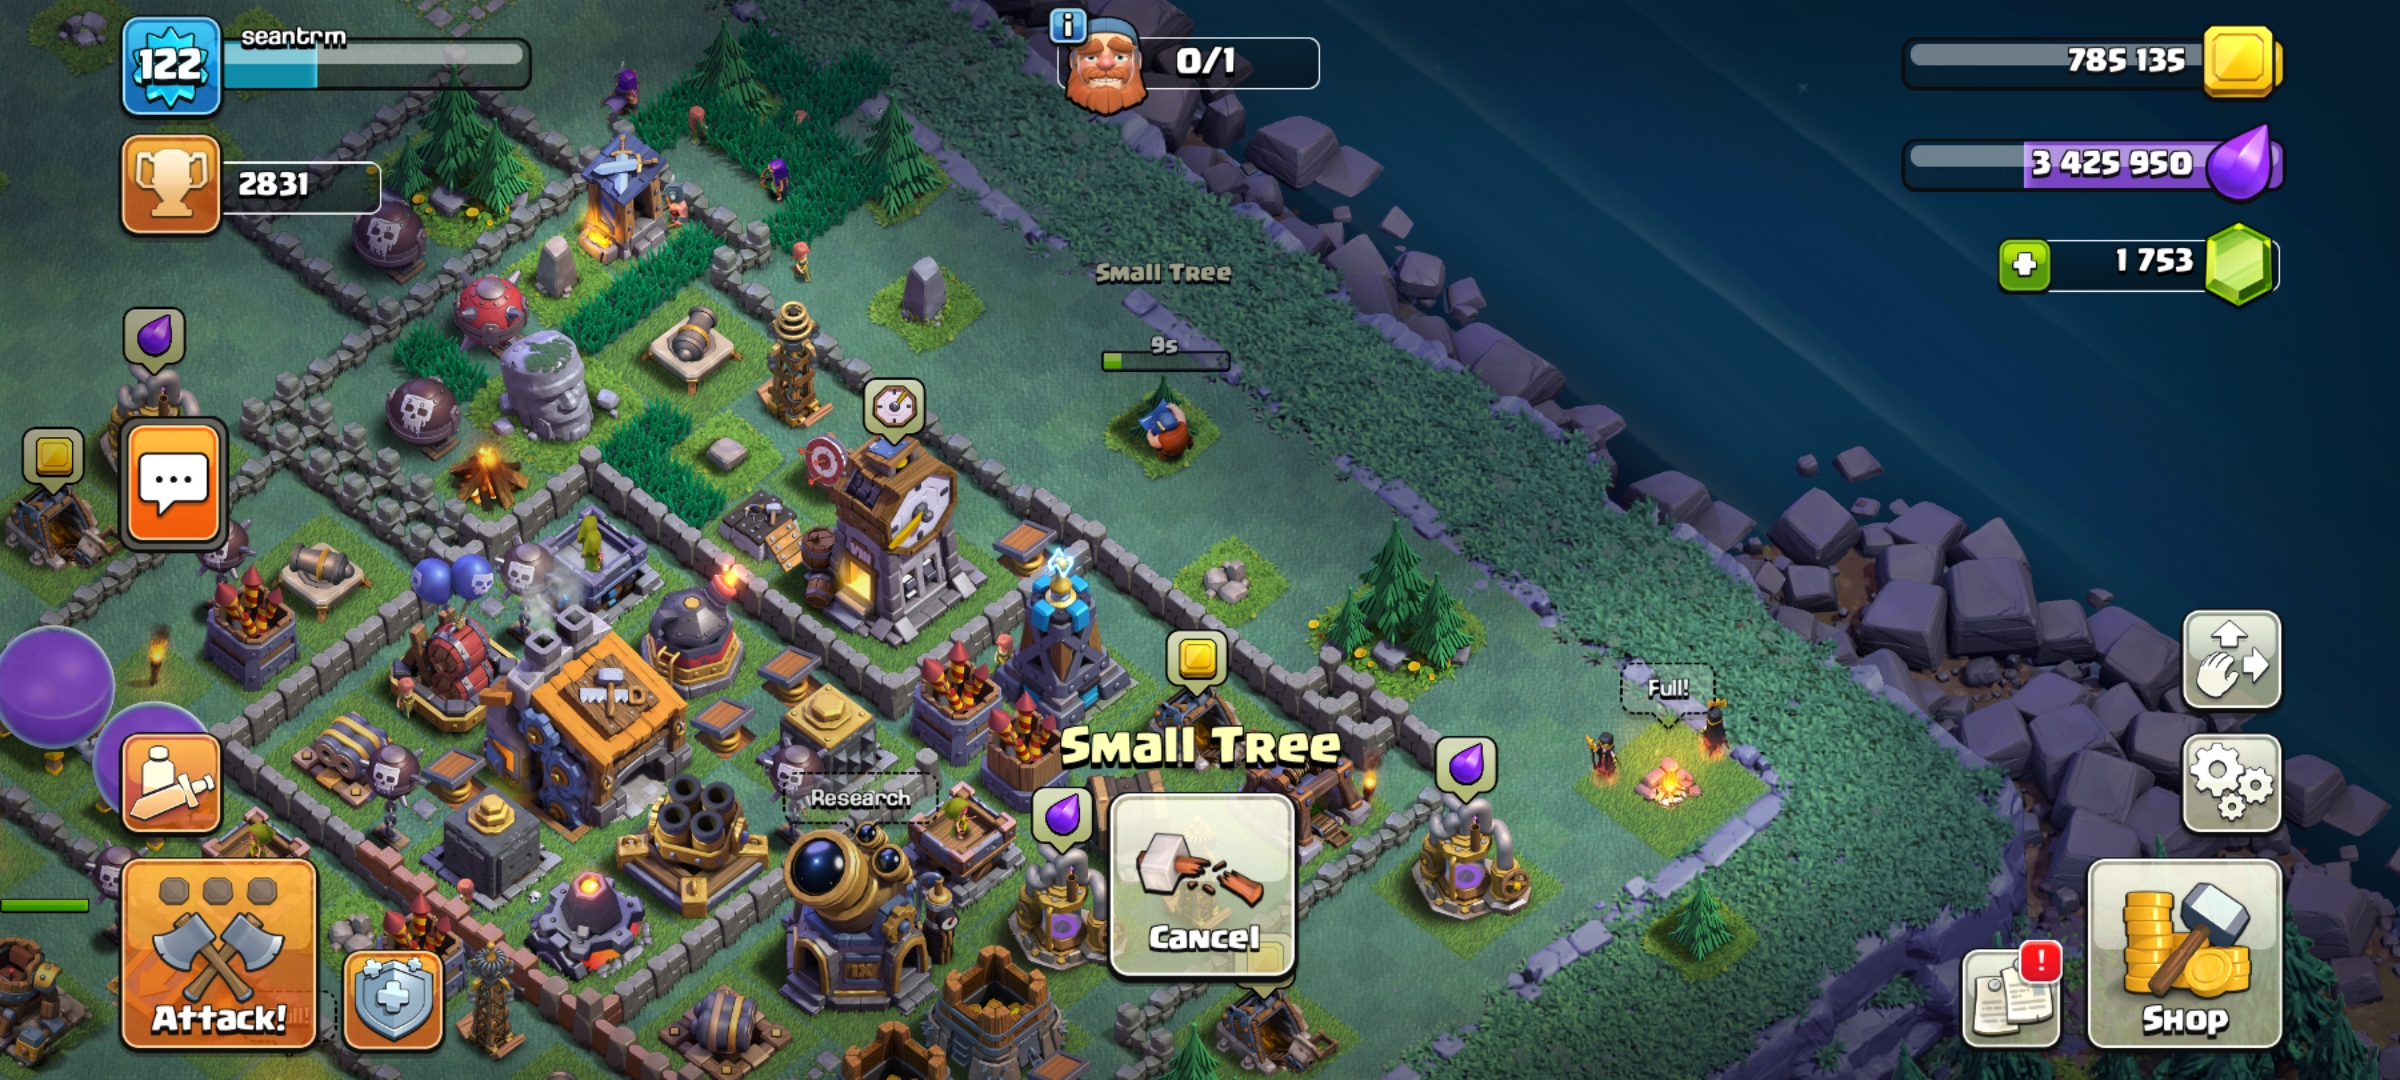 seantrm
122
0/1
785 135
2831
3 425 950
1 753
Small Tree
9s
Full!
Small Tree
Research
Cancel
Attack!
!
Shop